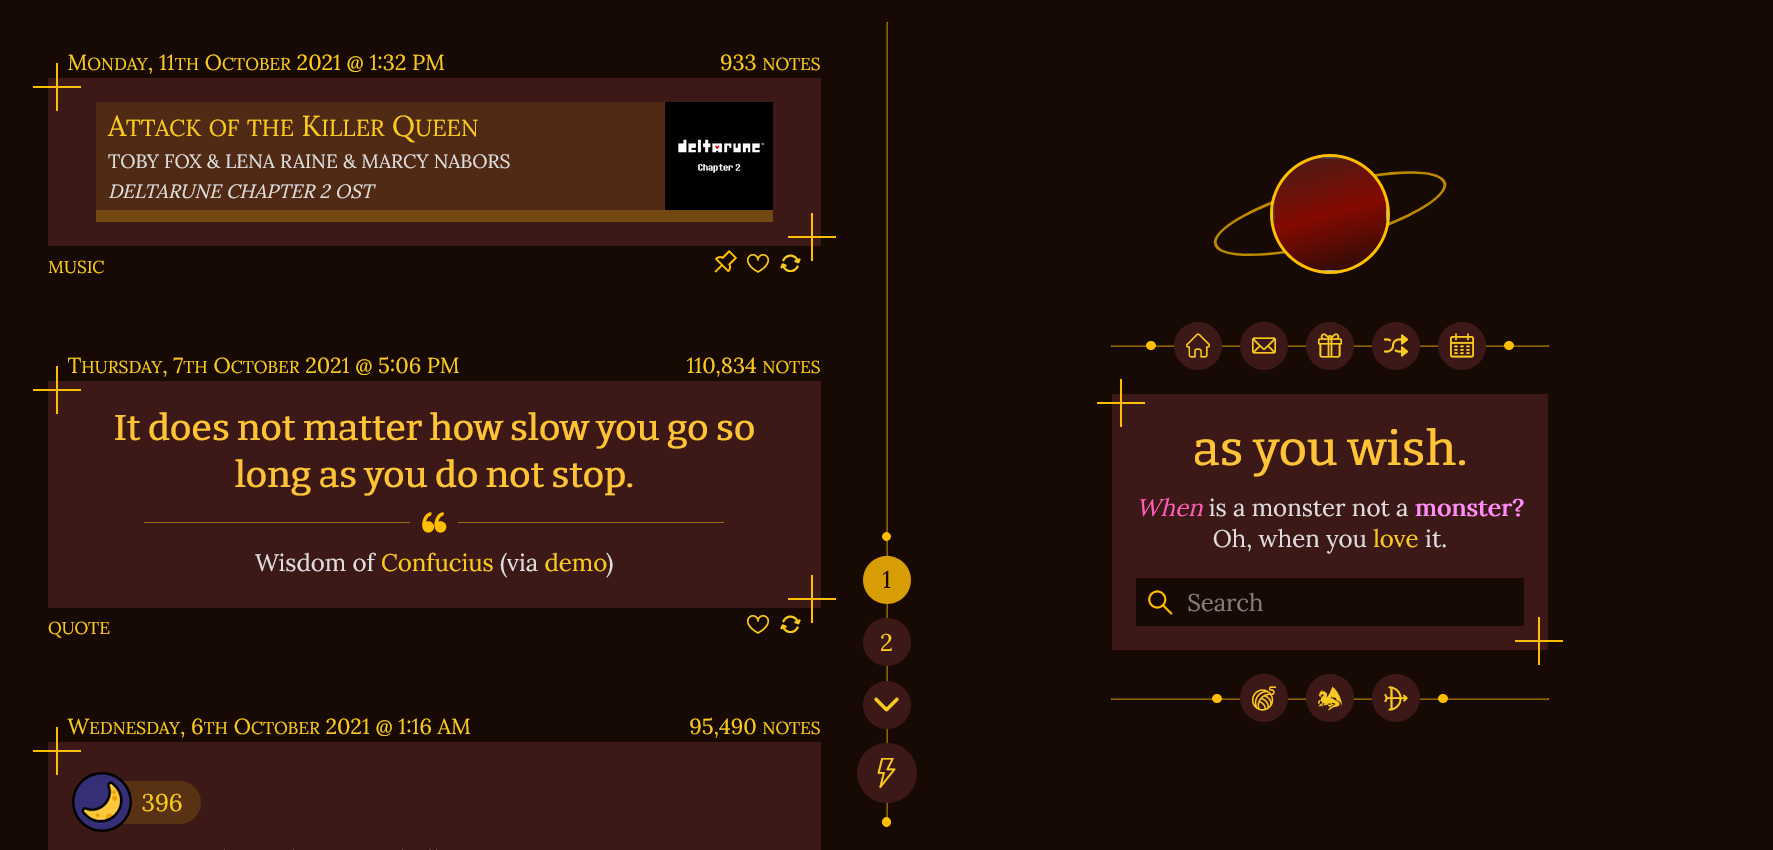 Monday, 11th October 2021 @ 1:32 PM
933 notes
Attack of the Killer Queen
TOBY FOX & LENA RAINE & MARCY NABORS
DELTARUNE CHAPTER 2 OST
deltarune
Chapter 2
MUSIC
Thursday, 7th October 2021 @ 5:06 PM
110,834 notes
It does not matter how slow you go so
long as you do not stop.
Wisdom of Confucius (via demo)
QUOTE
Wednesday, 6th October 2021 @ 1:16 AM
95,490 notes
396
1
2
as you wish.
When is a monster not a monster?
Oh, when you love it.
Search